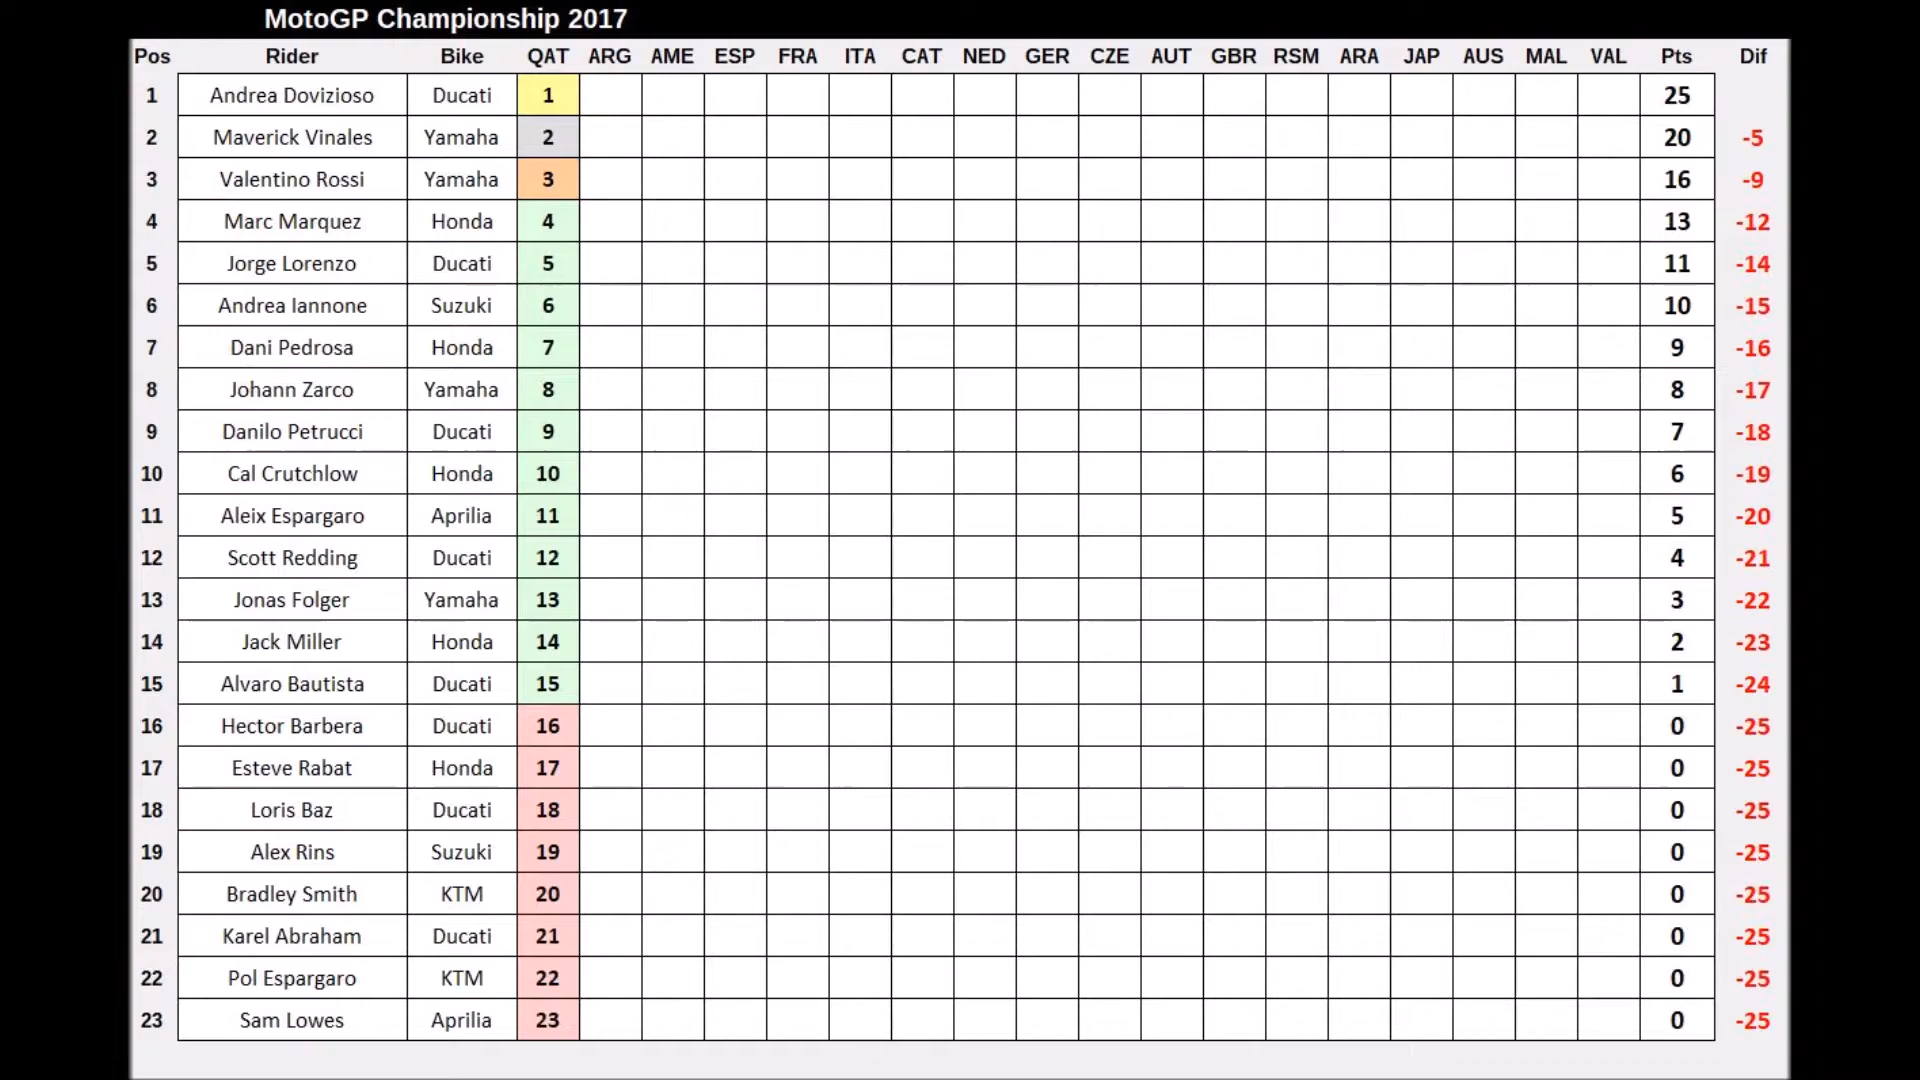 MotoGP Championship 2017
Pos Rider Bike QAT ARG AME ESP FRA ITA CAT NED GER CZE AUT GBR RSM ARA JAP AUS MAL VAL Pts Dif
1 Andrea Dovizioso Ducati 1 25
2 Maverick Vinales Yamaha 2 20 -5
3 Valentino Rossi Yamaha 3 16 -9
4 Marc Marquez Honda 4 13 -12
5 Jorge Lorenzo Ducati 5 11 -14
6 Andrea Iannone Suzuki 6 10 -15
7 Dani Pedrosa Honda 7 9 -16
8 Johann Zarco Yamaha 8 8 -17
9 Danilo Petrucci Ducati 9 7 -18
10 Cal Crutchlow Honda 10 6 -19
11 Aleix Espargaro Aprilia 11 5 -20
12 Scott Redding Ducati 12 4 -21
13 Jonas Folger Yamaha 13 3 -22
14 Jack Miller Honda 14 2 -23
15 Alvaro Bautista Ducati 15 1 -24
16 Hector Barbera Ducati 16 0 -25
17 Esteve Rabat Honda 17 0 -25
18 Loris Baz Ducati 18 0 -25
19 Alex Rins Suzuki 19 0 -25
20 Bradley Smith KTM 20 0 -25
21 Karel Abraham Ducati 21 0 -25
22 Pol Espargaro KTM 22 0 -25
23 Sam Lowes Aprilia 23 0 -25